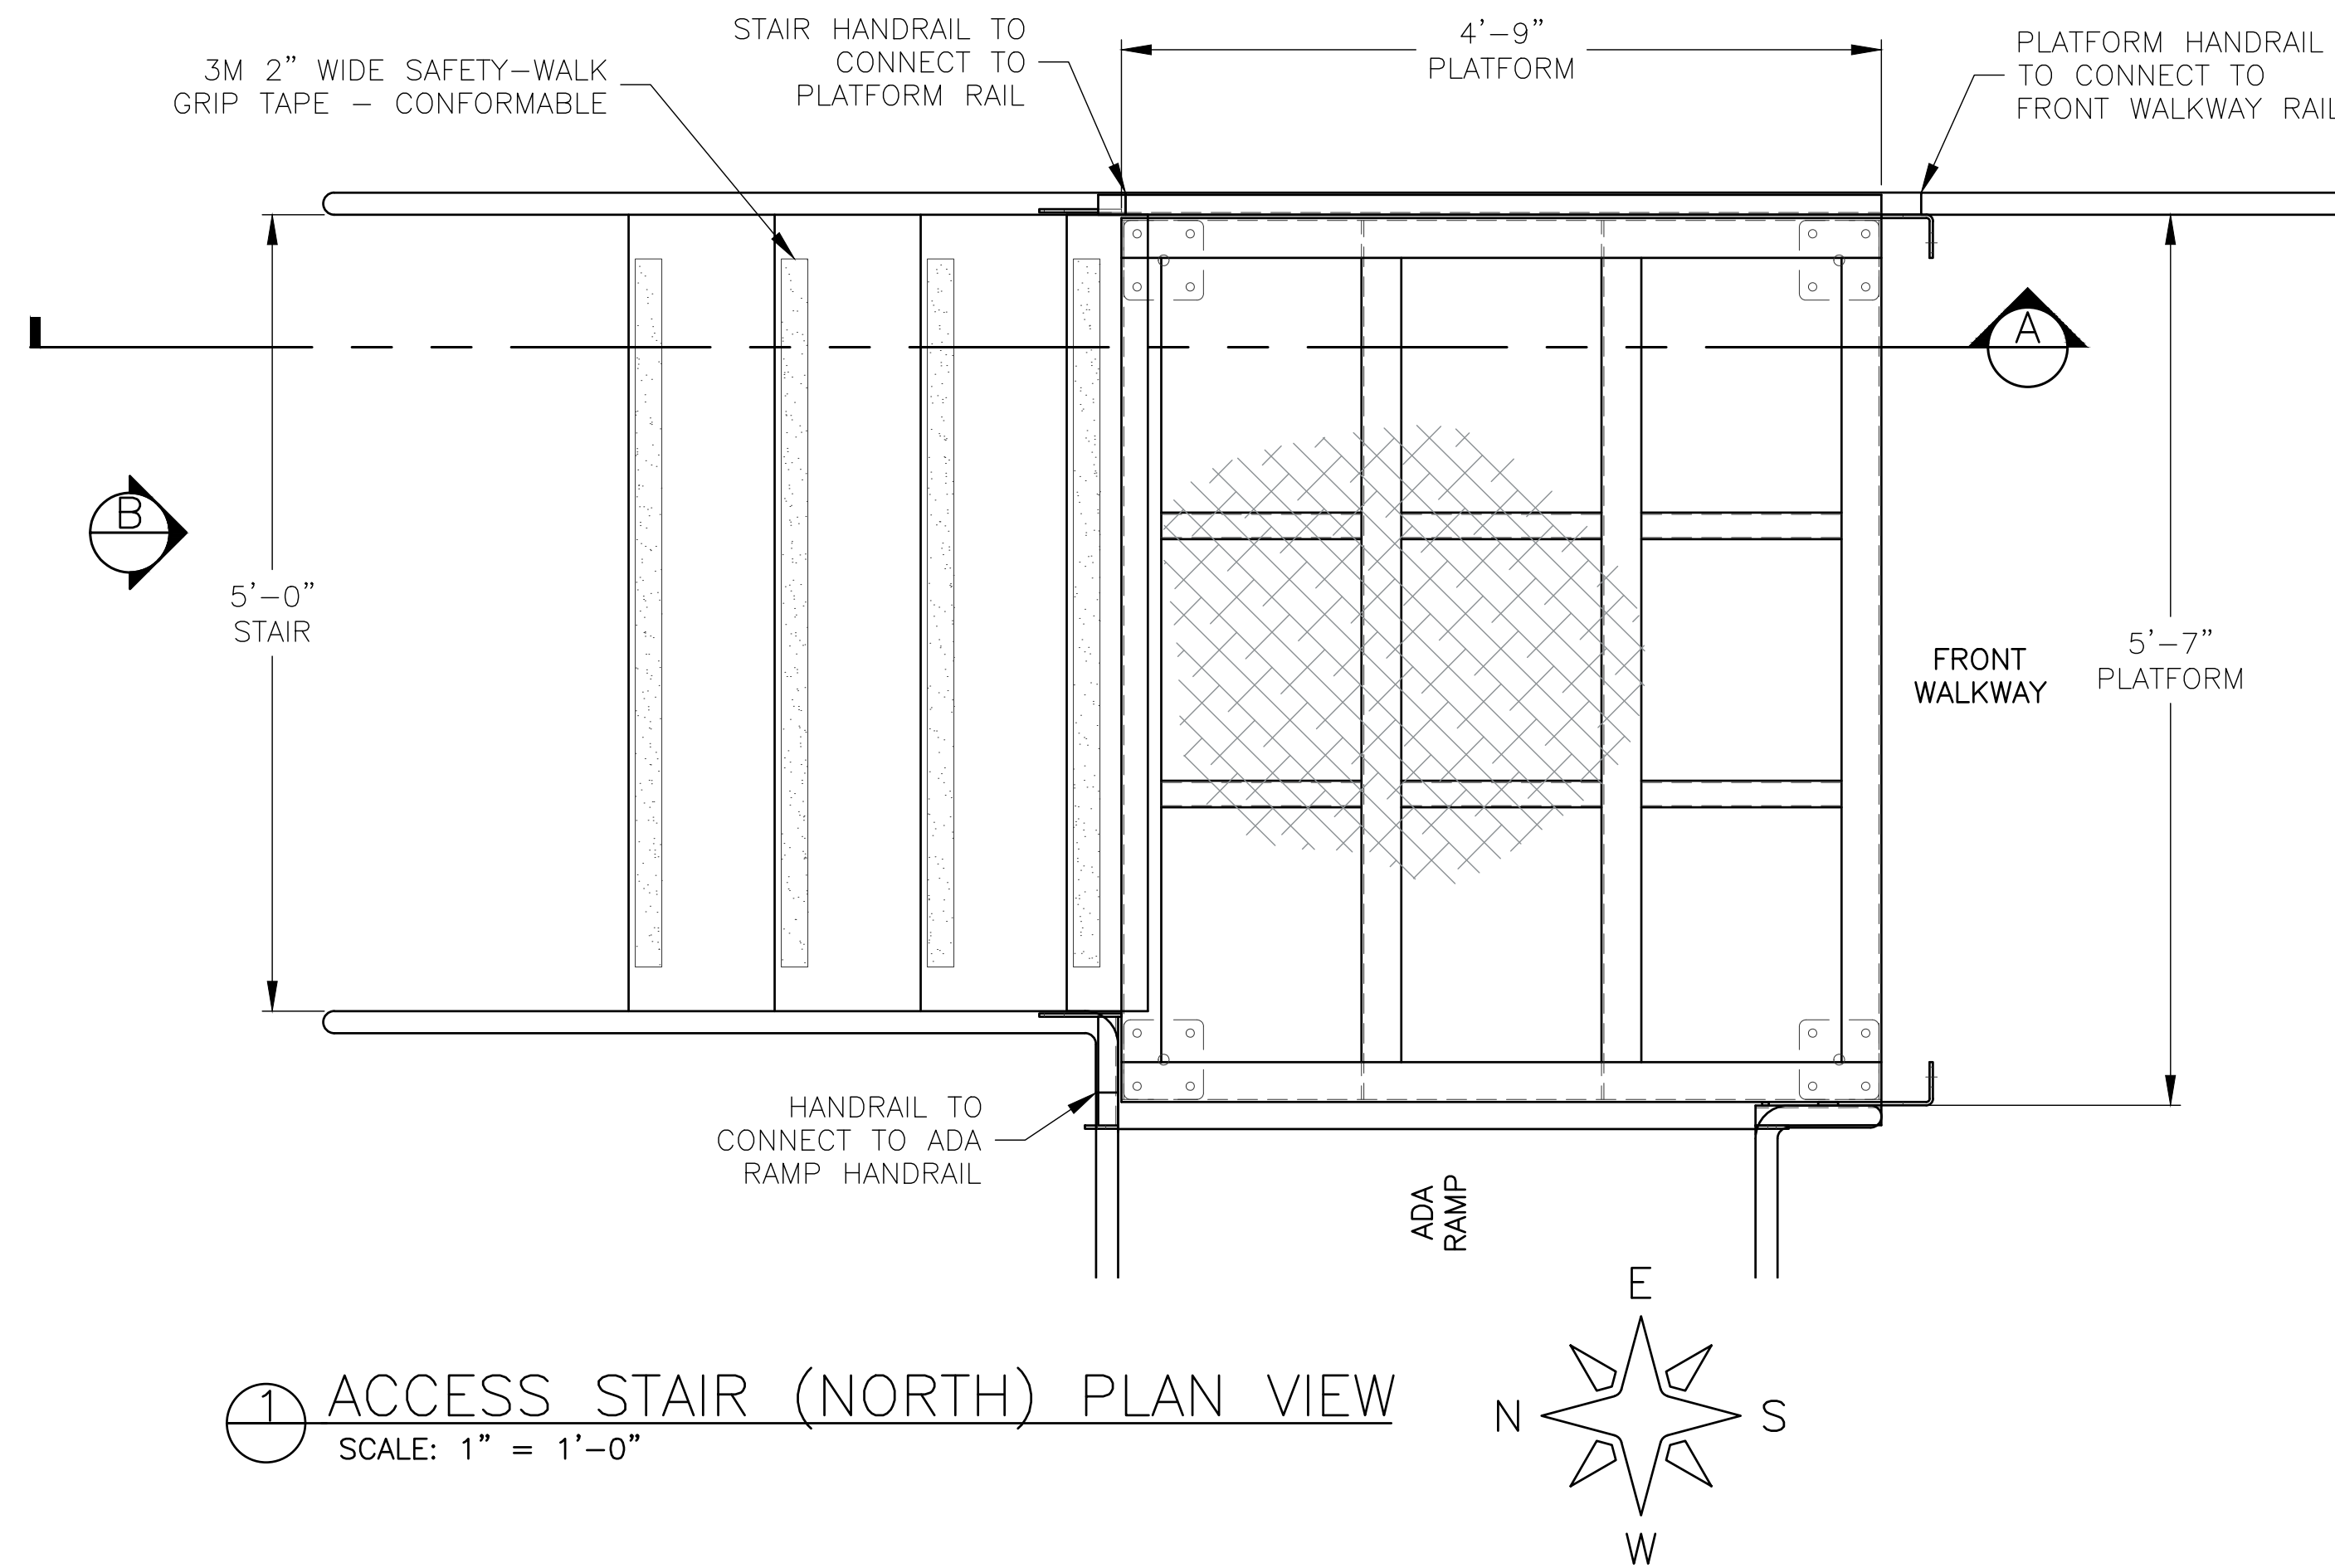 STAIR HANDRAIL TO
CONNECT TO
PLATFORM RAIL
4'-9"
PLATFORM
PLATFORM HANDRAIL
TO CONNECT TO
FRONT WALKWAY RAIL
3M 2" WIDE SAFETY-WALK
GRIP TAPE - CONFORMABLE
A
B
5'-0"
STAIR
FRONT
WALKWAY
5'-7"
PLATFORM
HANDRAIL TO
CONNECT TO ADA
RAMP HANDRAIL
ADA
RAMP
E
N
S
W
1
ACCESS STAIR (NORTH) PLAN VIEW
SCALE: 1" = 1'-0"